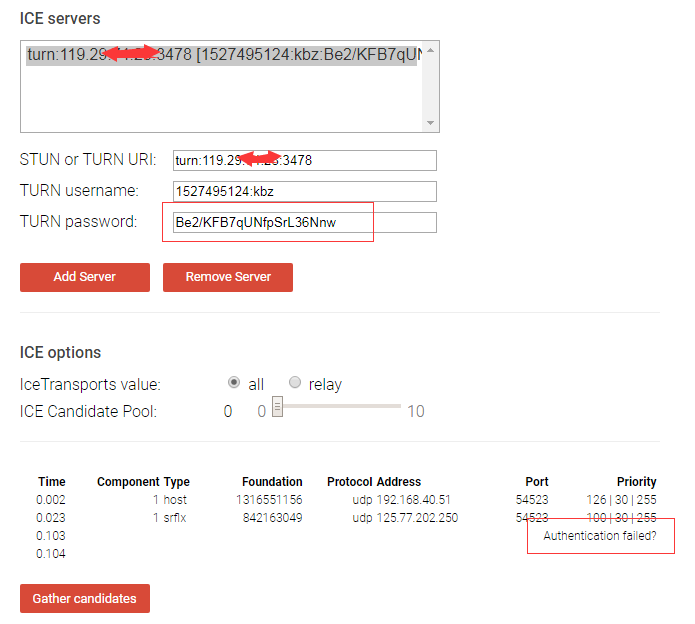 ICE servers
turn:119.29. 3478 [1527495124:kbz:Be2/KFB7qUN
STUN or TURN URI: turn:119.29. :3478
TURN username: 1527495124:kbz
TURN password: Be2/KFB7qUNfpSrL36Nnw
Add Server Remove Server
ICE options
IceTransports value: all relay
ICE Candidate Pool: 0 0 10
Time Component Type Foundation Protocol Address Port Priority
0.002 1 host 1316551156 udp 192.168.40.51 54523 126 | 30 | 255
0.023 1 srflx 842163049 udp 125.77.202.250 54523 100 | 30 | 255
0.103 Authentication failed?
0.104
Gather candidates